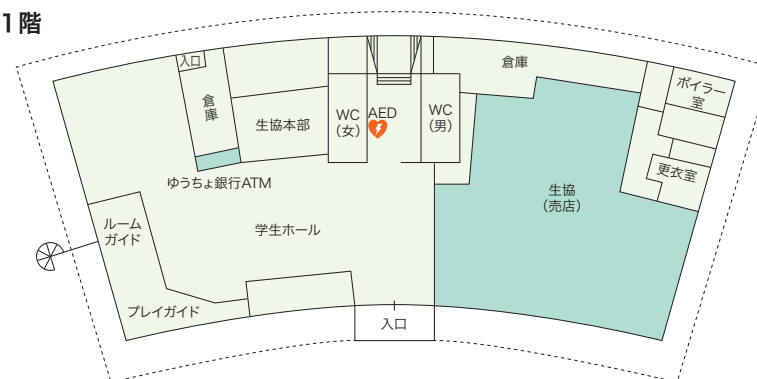 1階
入口
倉庫
倉庫
ボイラー
室
WC
(女)
AED
WC
(男)
生協本部
更衣室
ゆうちょ銀行ATM
生協
(売店)
ルーム
ガイド
学生ホール
プレイガイド
入口